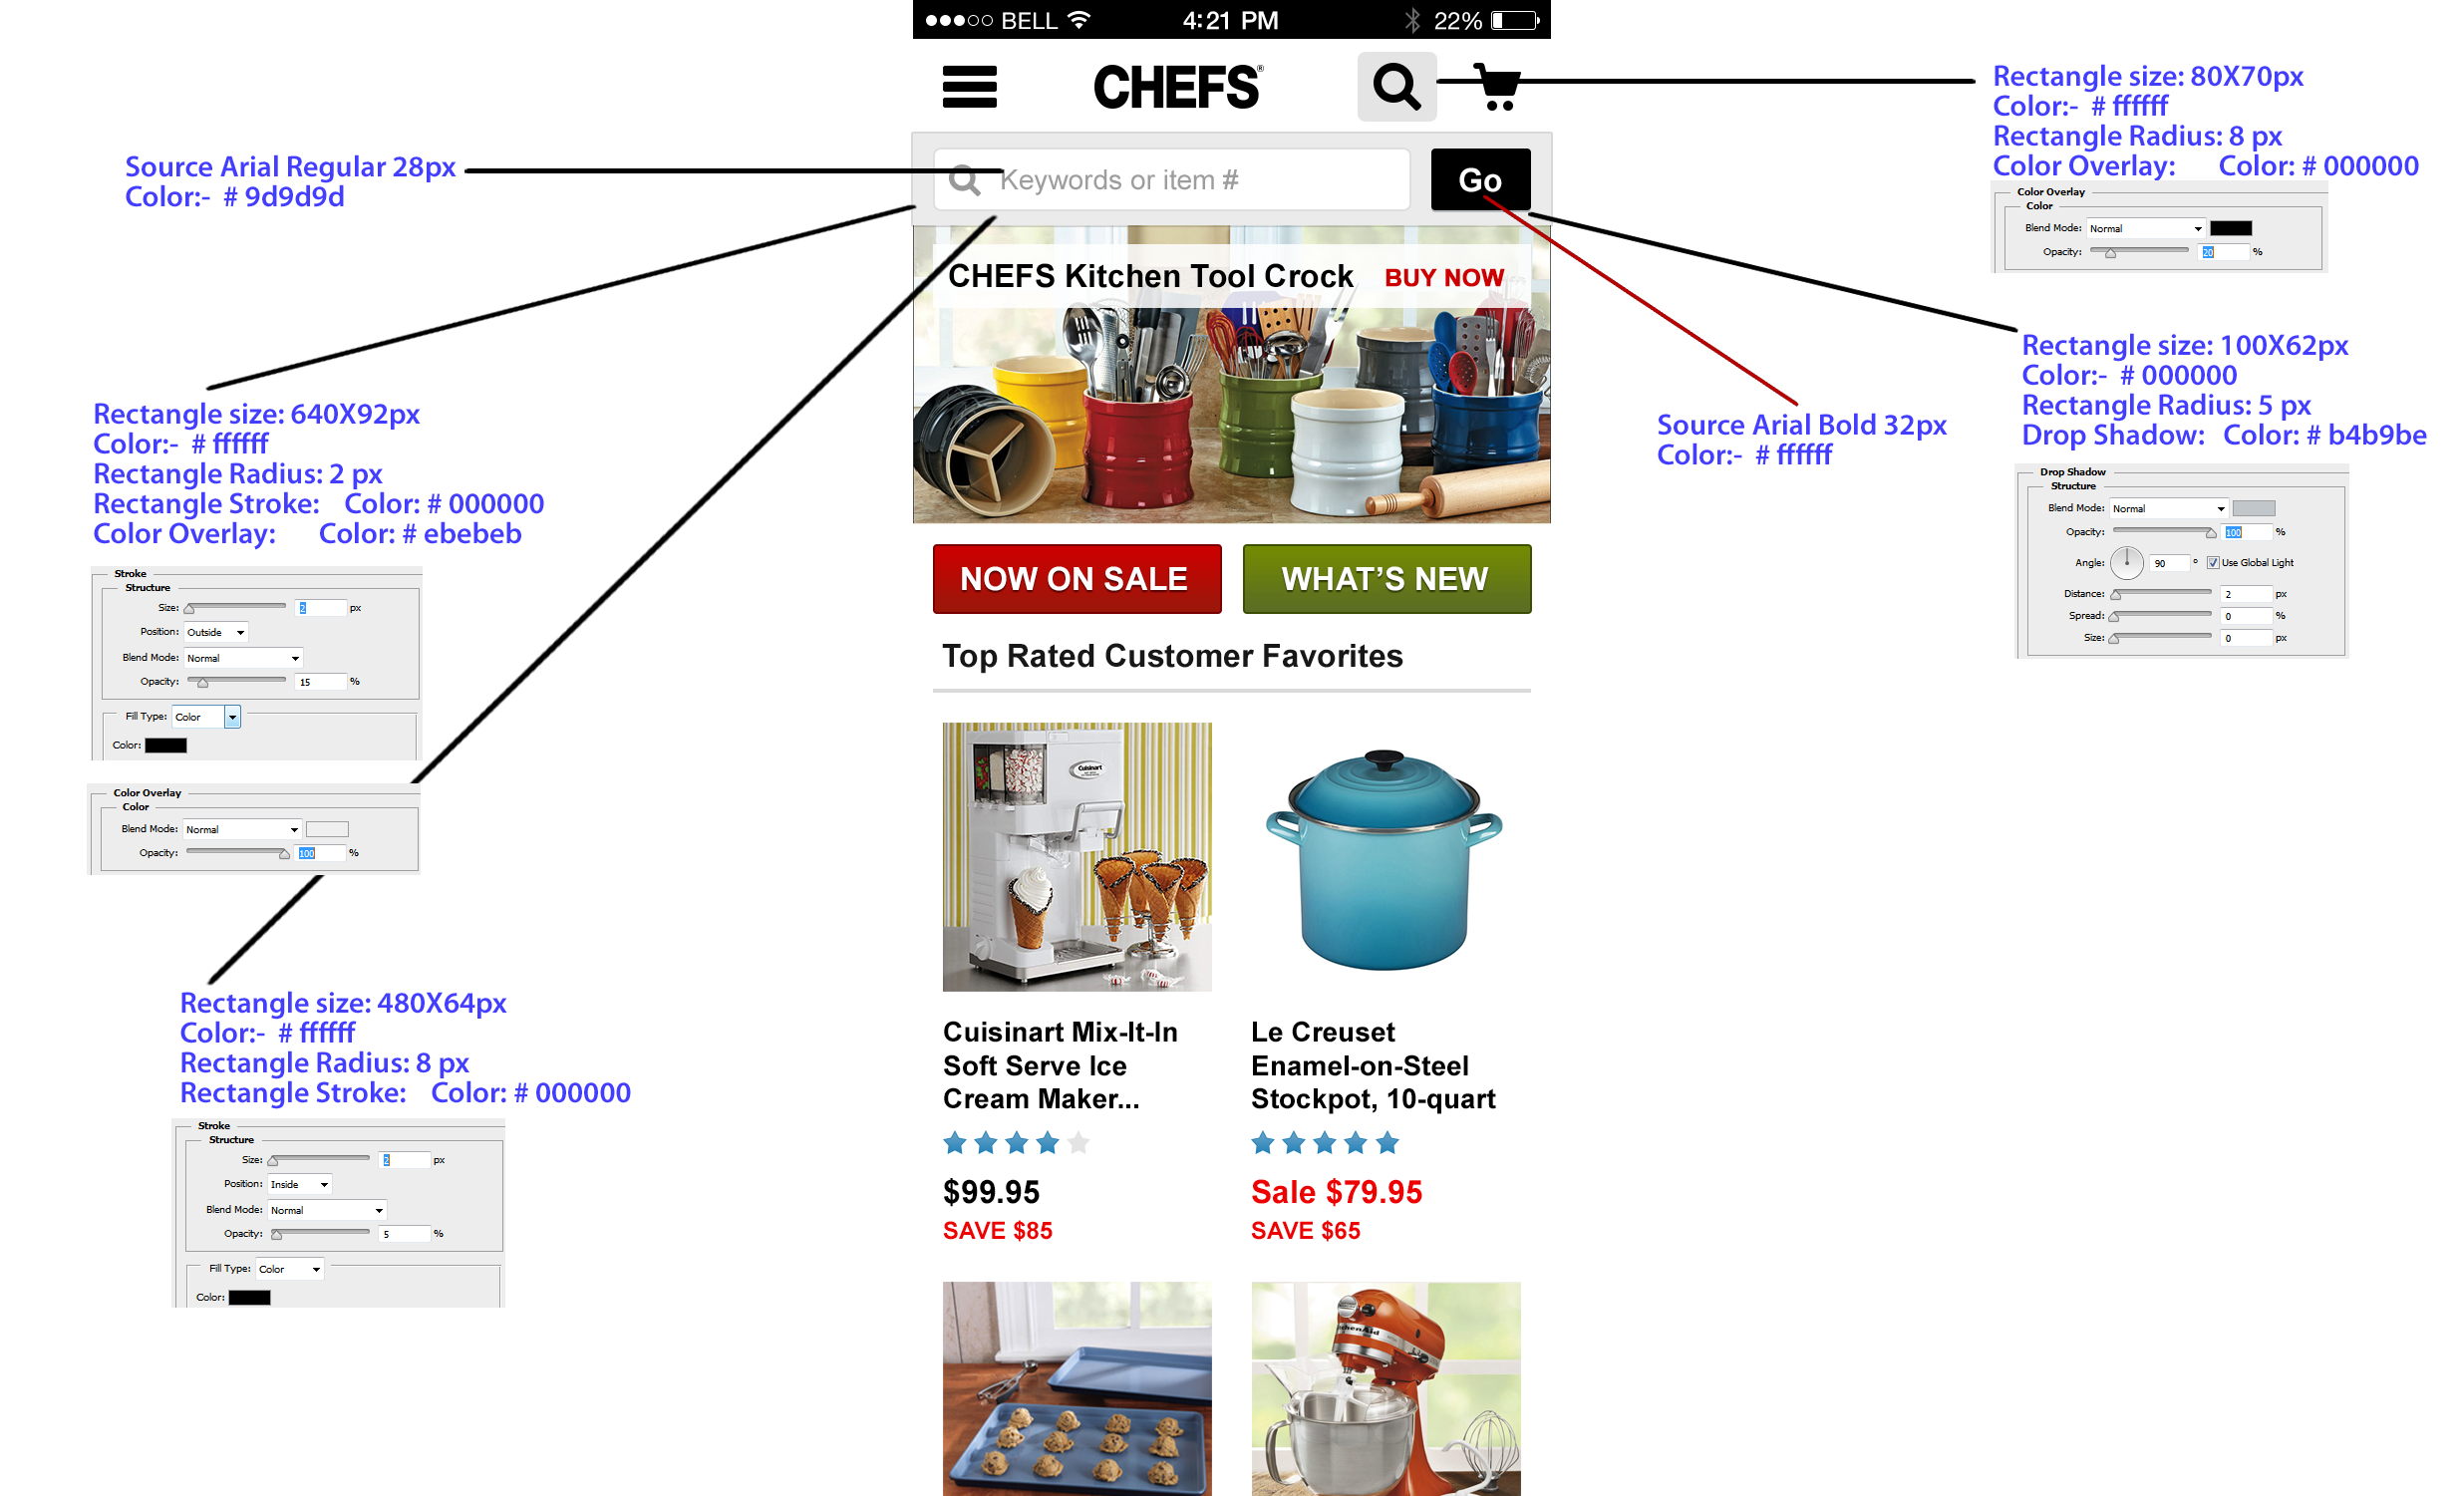 BELL 4:21 PM 22%
CHEFS®
Keywords or item #
Go
CHEFS Kitchen Tool Crock BUY NOW
NOW ON SALE
WHAT'S NEW
Top Rated Customer Favorites
Cuisinart
Cuisinart Mix-It-In
Soft Serve Ice
Cream Maker...
$99.95
SAVE $85
Le Creuset
Enamel-on-Steel
Stockpot, 10-quart
Sale $79.95
SAVE $65
KitchenAid
Source Arial Regular 28px
Color:- # 9d9d9d
Rectangle size: 640X92px
Color:- # ffffff
Rectangle Radius: 2 px
Rectangle Stroke: Color: # 000000
Color Overlay: Color: # ebebeb
Stroke
Structure
Size: 2 px
Position: Outside
Blend Mode: Normal
Opacity: 15 %
Fill Type: Color
Color:
Color Overlay
Color
Blend Mode: Normal
Opacity: 100 %
Rectangle size: 480X64px
Color:- # ffffff
Rectangle Radius: 8 px
Rectangle Stroke: Color: # 000000
Stroke
Structure
Size: 2 px
Position: Inside
Blend Mode: Normal
Opacity: 5 %
Fill Type: Color
Color:
Rectangle size: 80X70px
Color:- # ffffff
Rectangle Radius: 8 px
Color Overlay: Color: # 000000
Color Overlay
Color
Blend Mode: Normal
Opacity: 20 %
Rectangle size: 100X62px
Color:- # 000000
Rectangle Radius: 5 px
Drop Shadow: Color: # b4b9be
Drop Shadow
Structure
Blend Mode: Normal
Opacity: 100 %
Angle: 90 ° Use Global Light
Distance: 2 px
Spread: 0 %
Size: 0 px
Source Arial Bold 32px
Color:- # ffffff